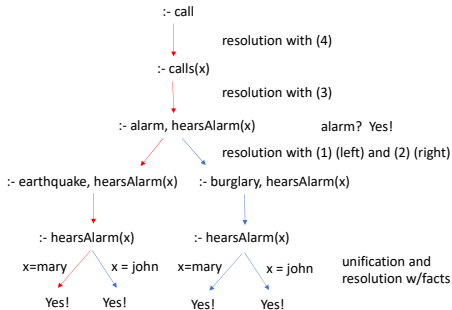 :- call
resolution with (4)
:- calls(x)
resolution with (3)
:- alarm, hearsAlarm(x)
alarm? Yes!
resolution with (1) (left) and (2) (right)
:- earthquake, hearsAlarm(x)
:- burglary, hearsAlarm(x)
:- hearsAlarm(x)
:- hearsAlarm(x)
x=mary
x = john
x=mary
x = john
unification and
resolution w/facts
Yes!
Yes!
Yes!
Yes!